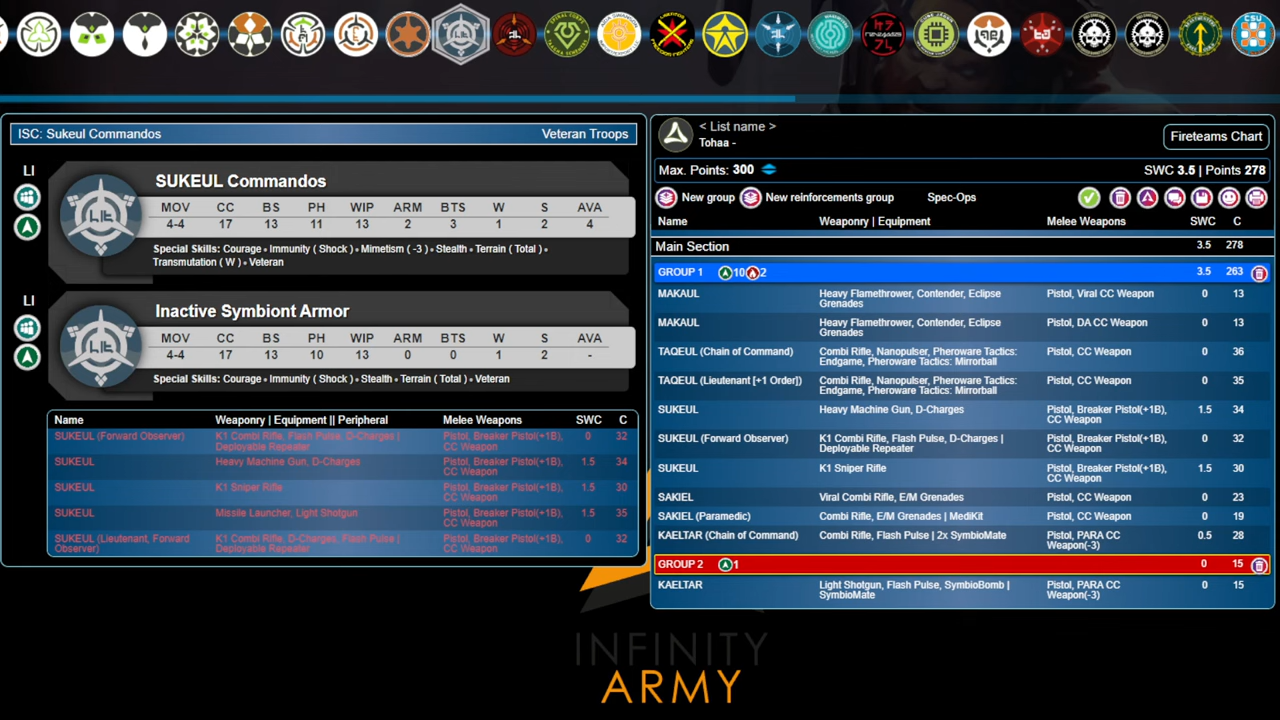 ISC: Sukeul Commandos Veteran Troops
LI
SUKEUL Commandos
MOV CC BS PH WIP ARM BTS W S AVA
4-4 17 13 11 13 2 3 1 2 4
Special Skills: Courage • Immunity ( Shock ) • Mimetism ( -3 ) • Stealth • Terrain ( Total ) •
Transmutation ( W ) • Veteran
LI
Inactive Symbiont Armor
MOV CC BS PH WIP ARM BTS W S AVA
4-4 17 13 10 13 0 0 1 2 -
Special Skills: Courage • Immunity ( Shock ) • Stealth • Terrain ( Total ) • Veteran
Name Weaponry | Equipment || Peripheral Melee Weapons SWC C
SUKEUL (Forward Observer) K1 Combi Rifle, Flash Pulse, D-Charges | Pistol, Breaker Pistol(+1B), 0 32
Deployable Repeater CC Weapon
SUKEUL Heavy Machine Gun, D-Charges Pistol, Breaker Pistol(+1B), 1.5 34
CC Weapon
SUKEUL K1 Sniper Rifle Pistol, Breaker Pistol(+1B), 1.5 30
CC Weapon
SUKEUL Missile Launcher, Light Shotgun Pistol, Breaker Pistol(+1B), 1.5 35
CC Weapon
SUKEUL (Lieutenant, Forward K1 Combi Rifle, D-Charges, Flash Pulse | Pistol, Breaker Pistol(+1B), 0 32
Observer) Deployable Repeater CC Weapon
< List name >
Tohaa -
Fireteams Chart
Max. Points: 300 SWC 3.5 | Points 278
New group New reinforcements group Spec-Ops
Name Weaponry | Equipment Melee Weapons SWC C
Main Section 3.5 278
GROUP 1 10 2 3.5 263
MAKAUL Heavy Flamethrower, Contender, Eclipse Pistol, Viral CC Weapon 0 13
Grenades
MAKAUL Heavy Flamethrower, Contender, Eclipse Pistol, DA CC Weapon 0 13
Grenades
TAQEUL (Chain of Command) Combi Rifle, Nanopulser, Pheroware Tactics: Pistol, CC Weapon 0 36
Endgame, Pheroware Tactics: Mirrorball
TAQEUL (Lieutenant [+1 Order]) Combi Rifle, Nanopulser, Pheroware Tactics: Pistol, CC Weapon 0 35
Endgame, Pheroware Tactics: Mirrorball
SUKEUL Heavy Machine Gun, D-Charges Pistol, Breaker Pistol(+1B), 1.5 34
CC Weapon
SUKEUL (Forward Observer) K1 Combi Rifle, Flash Pulse, D-Charges | Pistol, Breaker Pistol(+1B), 0 32
Deployable Repeater CC Weapon
SUKEUL K1 Sniper Rifle Pistol, Breaker Pistol(+1B), 1.5 30
CC Weapon
SAKIEL Viral Combi Rifle, E/M Grenades Pistol, CC Weapon 0 23
SAKIEL (Paramedic) Combi Rifle, E/M Grenades | MediKit Pistol, CC Weapon 0 19
KAELTAR (Chain of Command) Combi Rifle, Flash Pulse | 2x SymbioMate Pistol, PARA CC 0.5 28
Weapon(-3)
GROUP 2 1 0 15
KAELTAR Light Shotgun, Flash Pulse, SymbioBomb | Pistol, PARA CC 0 15
SymbioMate Weapon(-3)
INFINITY
ARMY